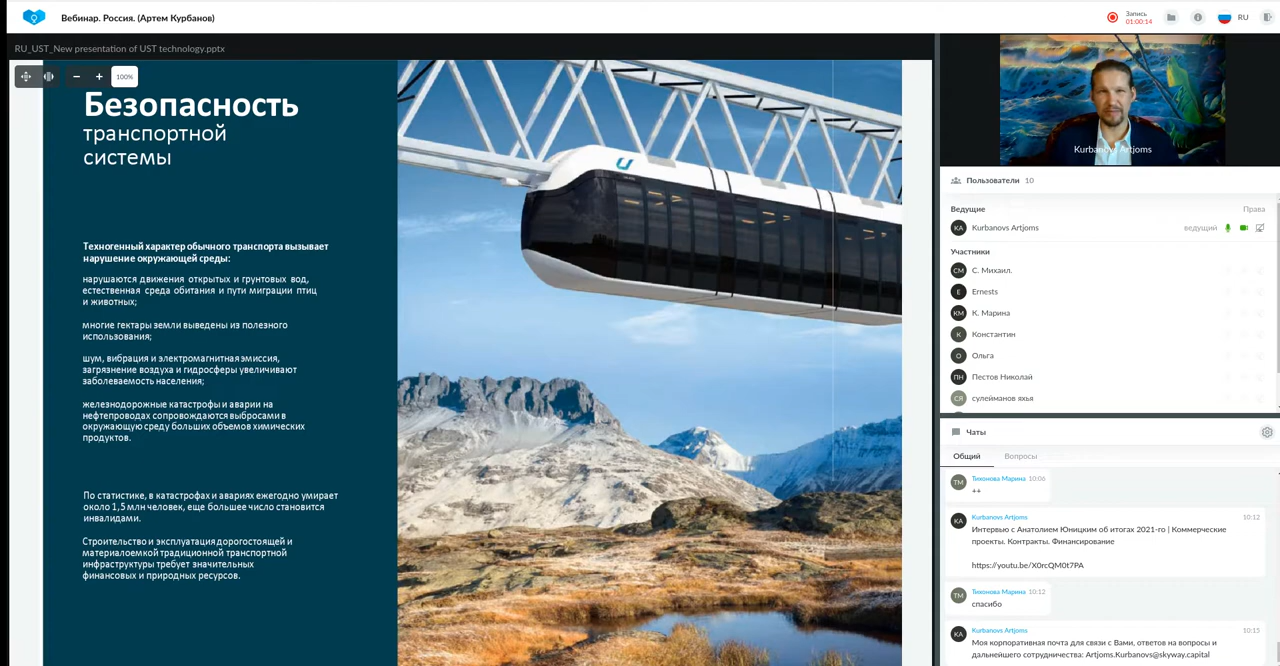 Вебинар. Россия. (Артем Курбанов)
Запись
01:00:14
RU
RU_UST_New presentation of UST technology.pptx
100%
Безопасность
транспортной
системы
Техногенный характер обычного транспорта вызывает
нарушение окружающей среды:
нарушаются движения открытых и грунтовых вод,
естественная среда обитания и пути миграции птиц
и животных;
многие гектары земли выведены из полезного
использования;
шум, вибрация и электромагнитная эмиссия,
загрязнение воздуха и гидросферы увеличивают
заболеваемость населения;
железнодорожные катастрофы и аварии на
нефтепроводах сопровождаются выбросами в
окружающую среду больших объемов химических
продуктов.
По статистике, в катастрофах и авариях ежегодно умирает
около 1,5 млн человек, еще большее число становится
инвалидами.
Строительство и эксплуатация дорогостоящей и
материалоемкой традиционной транспортной
инфраструктуры требует значительных
финансовых и природных ресурсов.
Kurbanovs Artjoms
Пользователи 10
Ведущие Права
KA Kurbanovs Artjoms ведущий
Участники
СМ С. Михаил.
E Ernests
КМ К. Марина
К Константин
О Ольга
ПН Пестов Николай
СЯ сулейманов яхья
Чаты
Общий Вопросы
ТМ Тихонова Марина 10:06
++
KA Kurbanovs Artjoms 10:12
Интервью с Анатолием Юницким об итогах 2021-го | Коммерческие
проекты. Контракты. Финансирование
https://youtu.be/X0rcQM0t7PA
ТМ Тихонова Марина 10:12
спасибо
KA Kurbanovs Artjoms 10:15
Моя корпоративная почта для связи с Вами, ответов на вопросы и
дальнейшего сотрудничества: Artjoms.Kurbanovs@skyway.capital